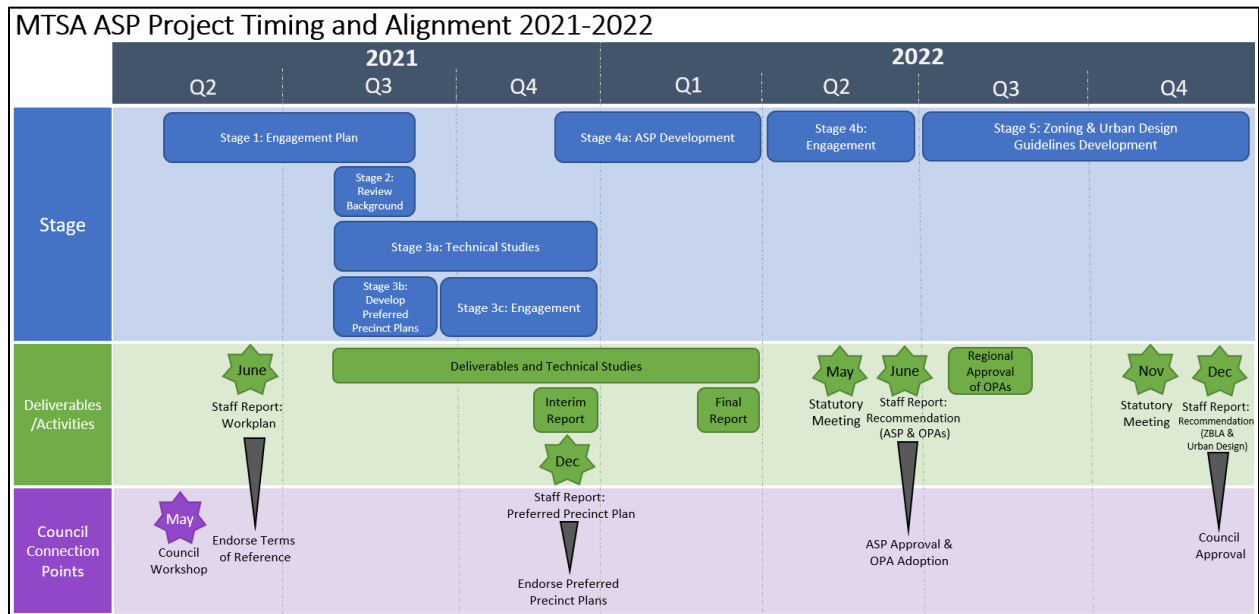 MTSA ASP Project Timing and Alignment 2021-2022
2021
2022
Q2
Q3
Q4
Q1
Q2
Q3
Q4
Stage
Stage 1: Engagement Plan
Stage 4a: ASP Development
Stage 4b:
Engagement
Stage 5: Zoning & Urban Design
Guidelines Development
Stage 2:
Review
Background
Stage 3a: Technical Studies
Stage 3b:
Develop
Preferred
Precinct Plans
Stage 3c: Engagement
Deliverables
/Activities
June
Staff Report:
Workplan
Deliverables and Technical Studies
Interim
Report
Final
Report
Dec
Staff Report:
Preferred Precinct Plan
May
Statutory
Meeting
June
Staff Report:
Recommendation
(ASP & OPAs)
Regional
Approval
of OPAs
Nov
Statutory
Meeting
Dec
Staff Report:
Recommendation
(ZBLA &
Urban Design)
Council
Connection
Points
May
Council
Workshop
Endorse Terms
of Reference
Endorse Preferred
Precinct Plans
ASP Approval &
OPA Adoption
Council
Approval